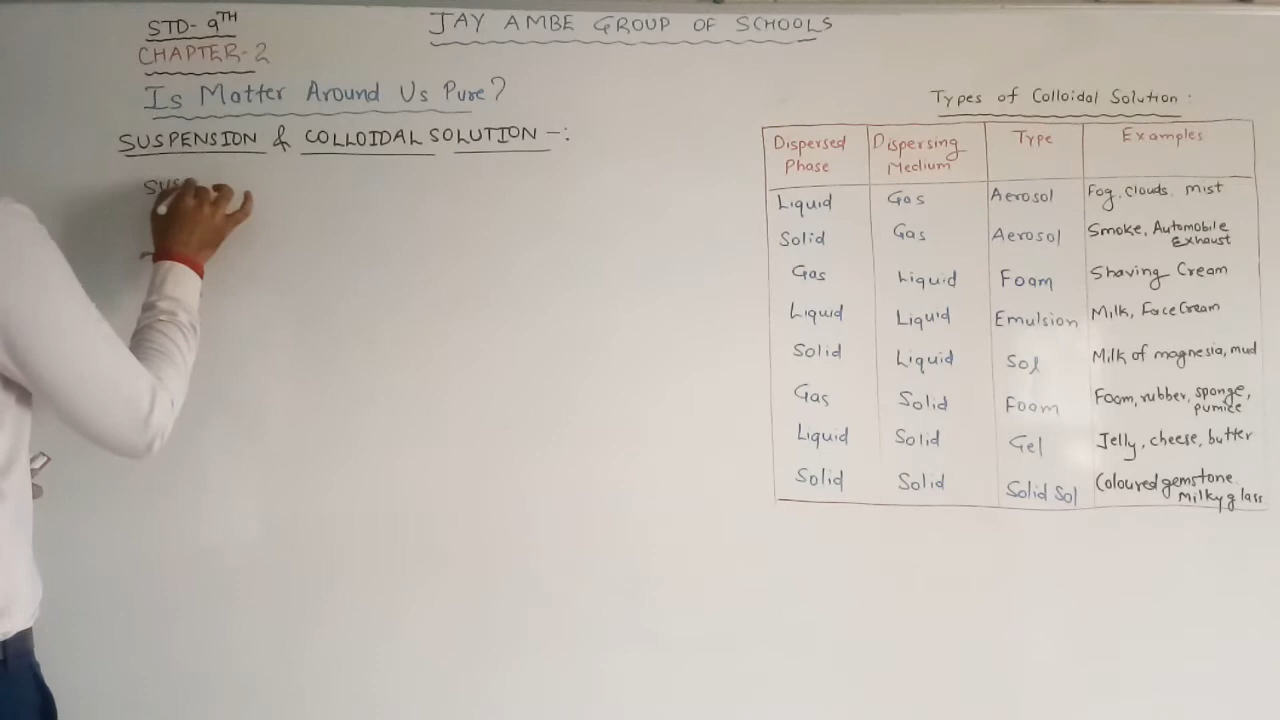 STD- 9TH
JAY AMBE GROUP OF SCHOOLS
CHAPTER-2
Is Matter Around Us Pure?
SUSPENSION & COLLOIDAL SOLUTION -:
SUS
Types of Colloidal Solution :
Dispersed Phase Dispersing Medium Type Examples
Liquid Gas Aerosol Fog, clouds, mist
Solid Gas Aerosol Smoke, Automobile Exhaust
Gas Liquid Foam Shaving Cream
Liquid Liquid Emulsion Milk, Face Cream
Solid Liquid Sol Milk of magnesia, mud
Gas Solid Foam Foam, rubber, sponge, pumice
Liquid Solid Gel Jelly, cheese, butter
Solid Solid Solid Sol Coloured gemstone Milky glass